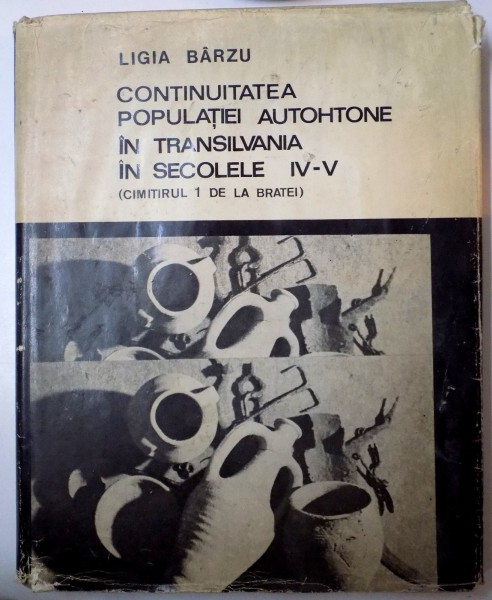 LIGIA BÂRZU
CONTINUITATEA
POPULAȚIEI AUTOHTONE
ÎN TRANSILVANIA
ÎN SECOLELE IV-V
(CIMITIRUL 1 DE LA BRATEI)